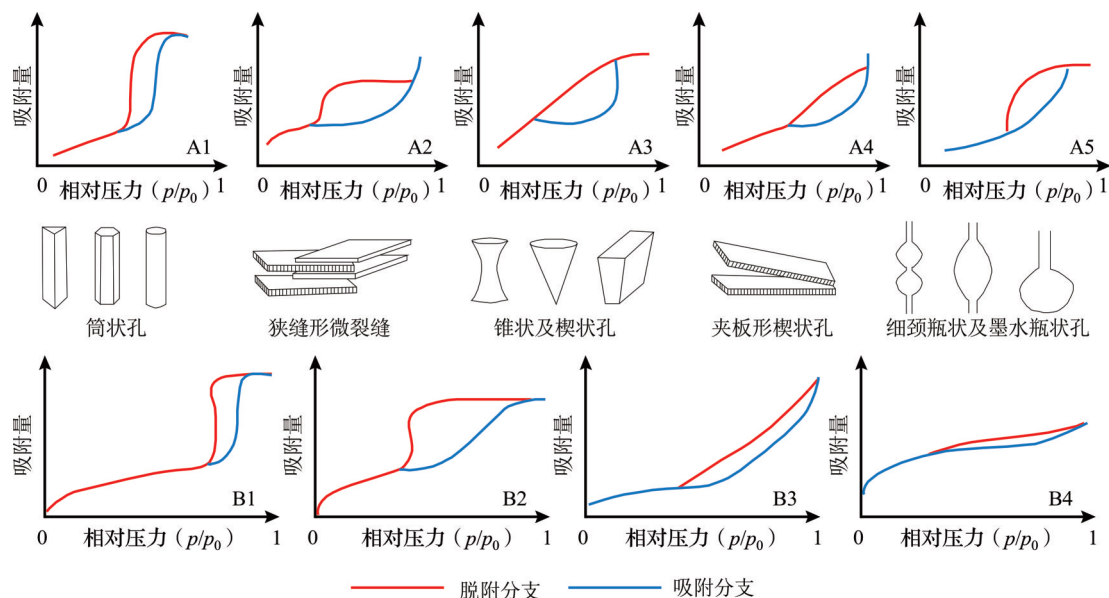 吸附量
A1
0
相对压力（p/p0）
1
吸附量
A2
0
相对压力（p/p0）
1
吸附量
A3
0
相对压力（p/p0）
1
吸附量
A4
0
相对压力（p/p0）
1
吸附量
A5
0
相对压力（p/p0）
1
筒状孔
狭缝形微裂缝
锥状及楔状孔
夹板形楔状孔
细颈瓶状及墨水瓶状孔
吸附量
B1
0
相对压力（p/p0）
1
吸附量
B2
0
相对压力（p/p0）
1
吸附量
B3
0
相对压力（p/p0）
1
吸附量
B4
0
相对压力（p/p0）
1
脱附分支
吸附分支